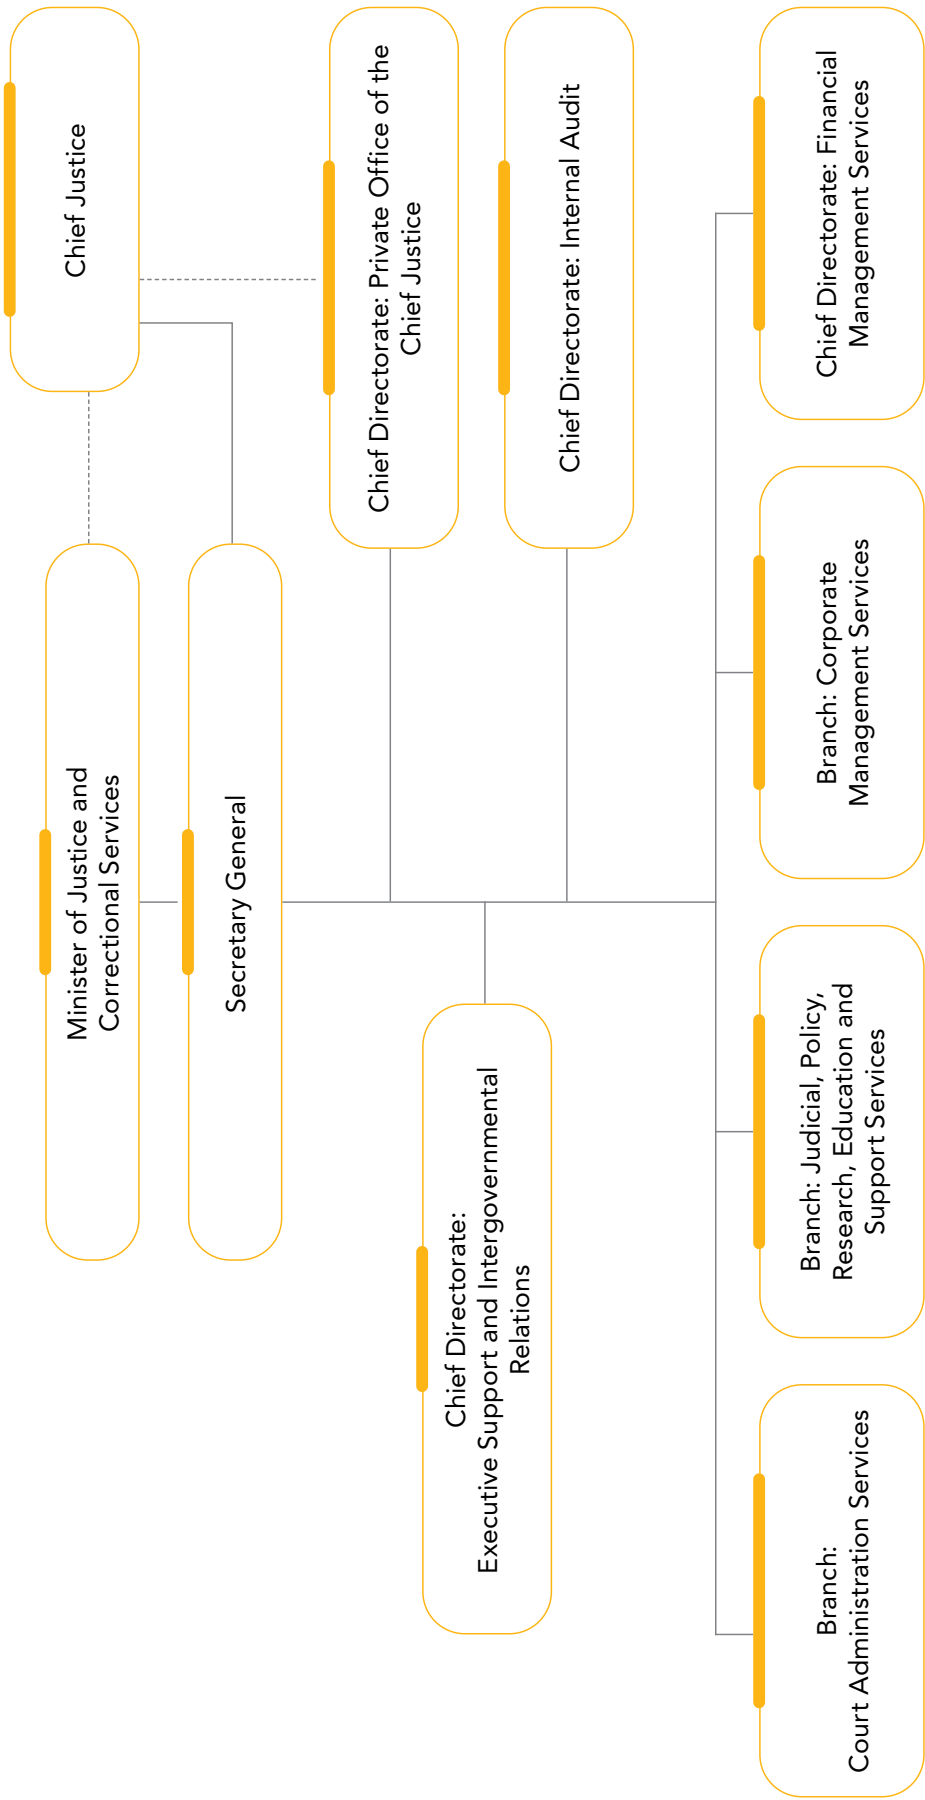 Minister of Justice and
Correctional Services
Chief Justice
Secretary General
Chief Directorate: Private Office of the
Chief Justice
Chief Directorate:
Executive Support and Intergovernmental
Relations
Chief Directorate: Internal Audit
Branch:
Court Administration Services
Branch: Judicial, Policy,
Research, Education and
Support Services
Branch: Corporate
Management Services
Chief Directorate: Financial
Management Services